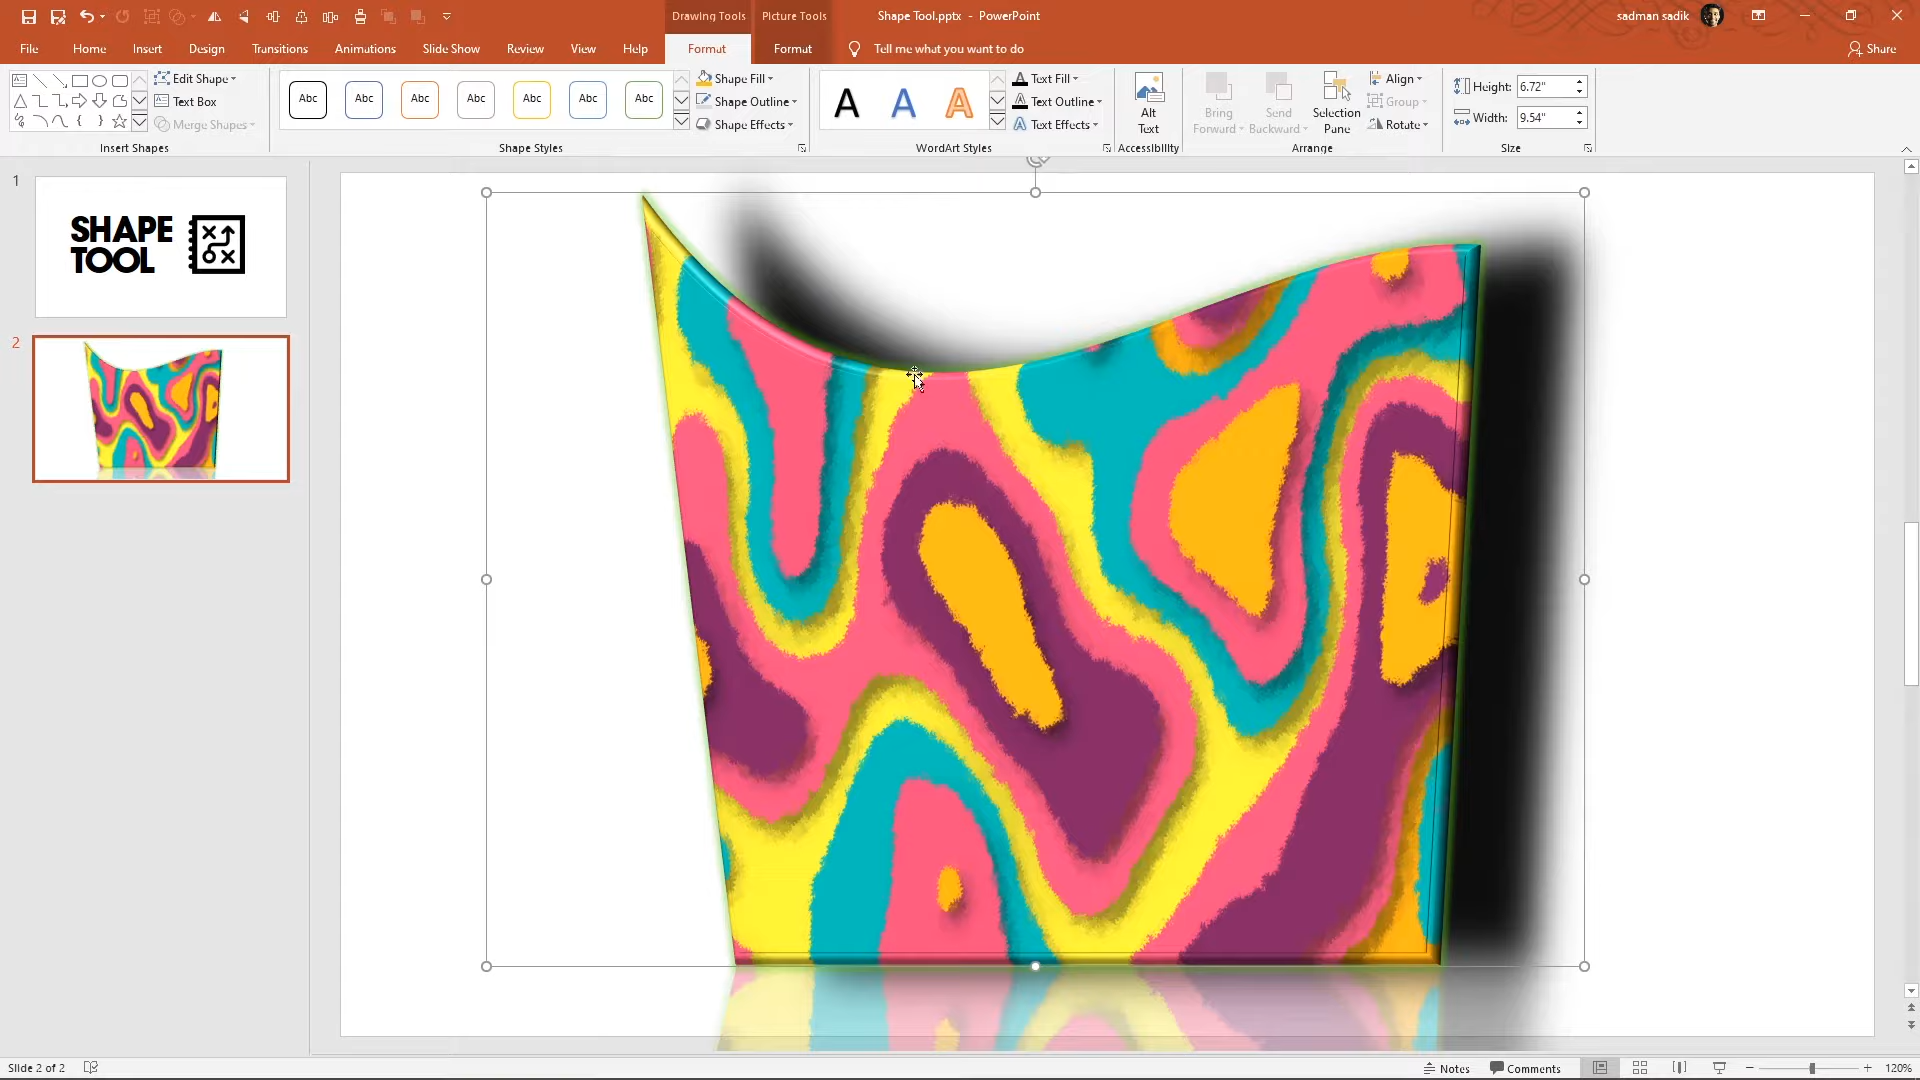 Drawing Tools Picture Tools Shape Tool.pptx - PowerPoint sadman sadik
File Home Insert Design Transitions Animations Slide Show Review View Help Format Format Tell me what you want to do Share
Edit Shape
Text Box
Merge Shapes
Insert Shapes
Abc Abc Abc Abc Abc Abc Abc
Shape Fill
Shape Outline
Shape Effects
Shape Styles
A A A
Text Fill
Text Outline
Text Effects
WordArt Styles
Alt
Text
Accessibility
Bring
Forward
Send
Backward
Selection
Pane
Align
Group
Rotate
Arrange
Height: 6.72"
Width: 9.54"
Size
1
SHAPE
TOOL
2
Slide 2 of 2 Notes Comments 120%